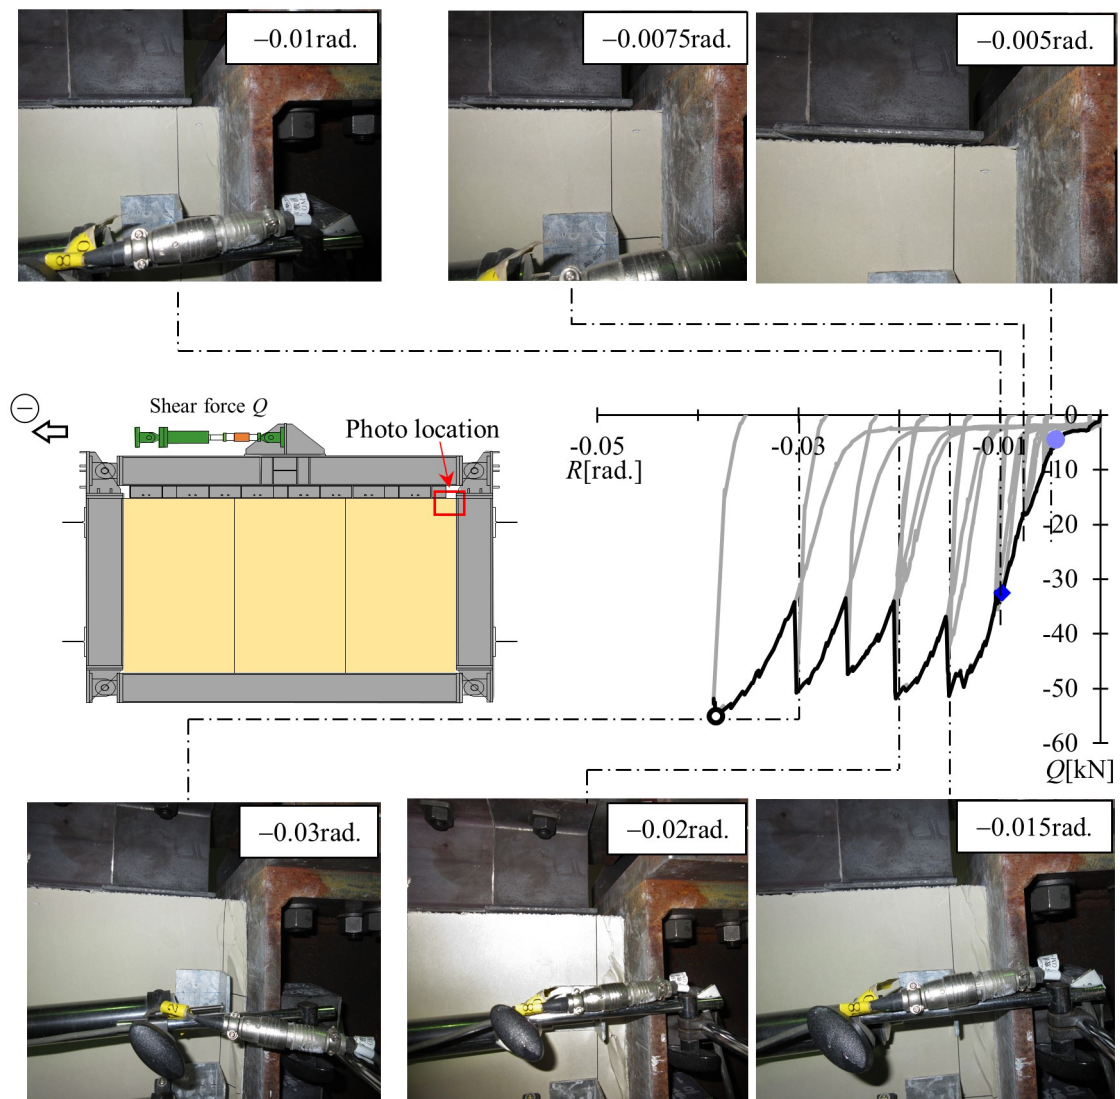 −0.01rad.
−0.0075rad.
−0.005rad.
−
Shear force Q
Photo location
-0.05
-0.03
-0.01
0
R[rad.]
-10
-20
-30
-40
-50
-60
Q[kN]
−0.03rad.
−0.02rad.
−0.015rad.